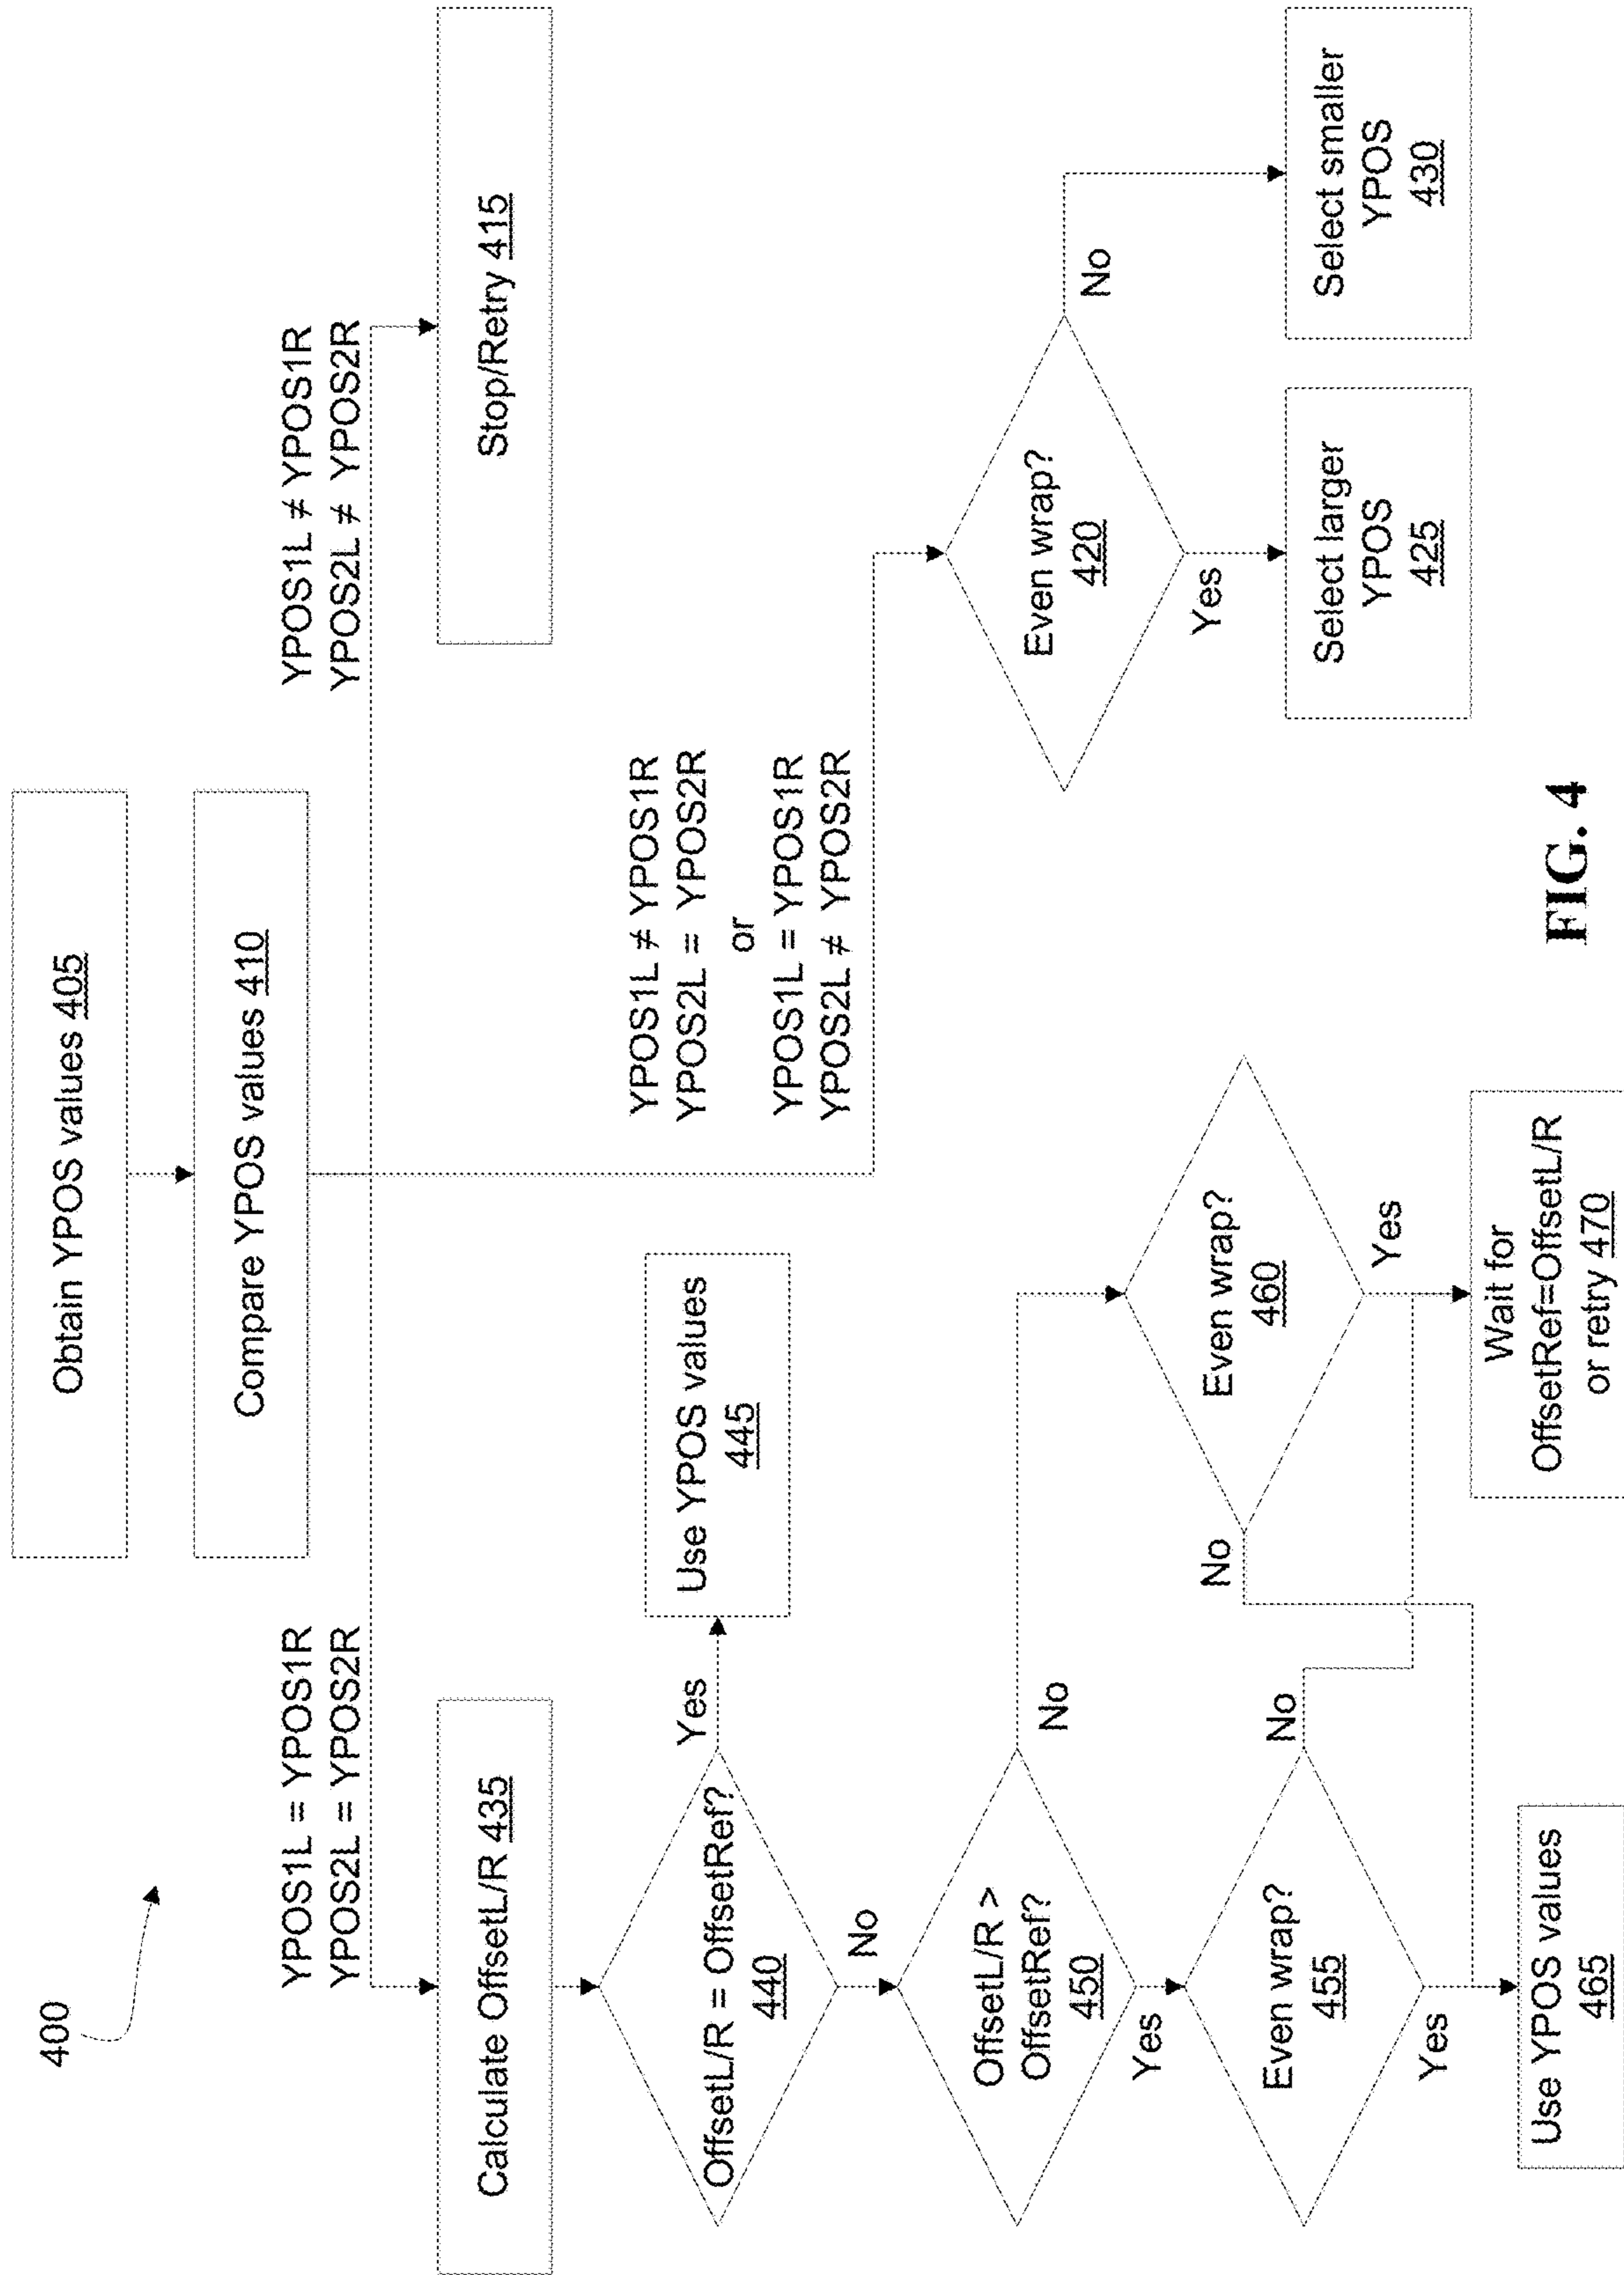 400
Obtain YPOS values 405
Compare YPOS values 410
YPOS1L = YPOS1R
YPOS2L = YPOS2R
YPOS1L ≠ YPOS1R
YPOS2L ≠ YPOS2R
Calculate OffsetL/R 435
Stop/Retry 415
OffsetL/R = OffsetRef?
440
Yes
Use YPOS values
445
YPOS1L ≠ YPOS1R
YPOS2L = YPOS2R
or
YPOS1L = YPOS1R
YPOS2L ≠ YPOS2R
No
OffsetL/R >
OffsetRef?
450
No
Yes
Even wrap?
420
No
Yes
Even wrap?
455
No
Yes
Even wrap?
460
No
Yes
Select larger
YPOS
425
Select smaller
YPOS
430
Use YPOS values
465
Wait for
OffsetRef=OffsetL/R
or retry 470
FIG. 4